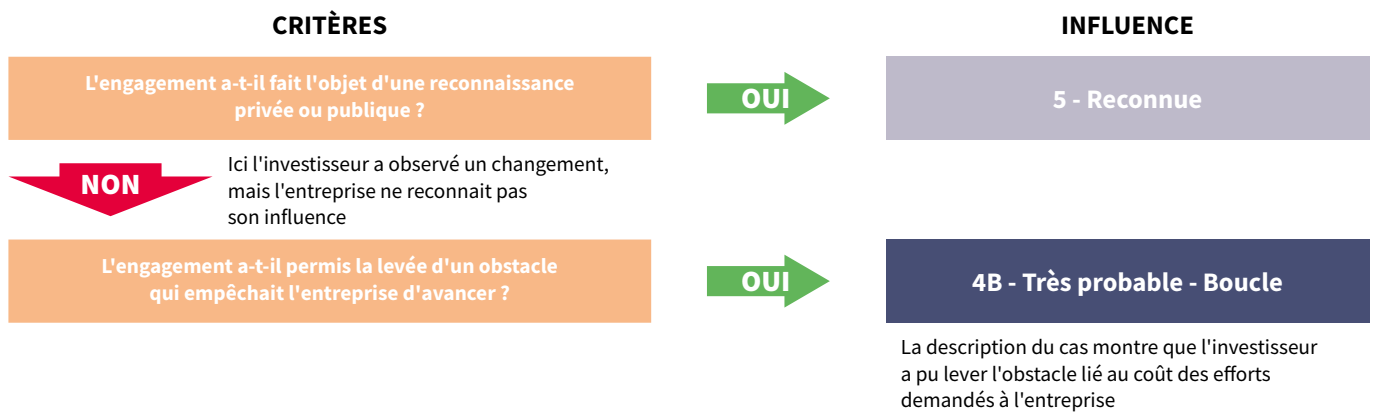 CRITÈRES
INFLUENCE
L'engagement a-t-il fait l'objet d'une reconnaissance
privée ou publique ?
OUI
5 - Reconnue
NON
Ici l'investisseur a observé un changement,
mais l'entreprise ne reconnait pas
son influence
L'engagement a-t-il permis la levée d'un obstacle
qui empêchait l'entreprise d'avancer ?
OUI
4B - Très probable - Boucle
La description du cas montre que l'investisseur
a pu lever l'obstacle lié au coût des efforts
demandés à l'entreprise